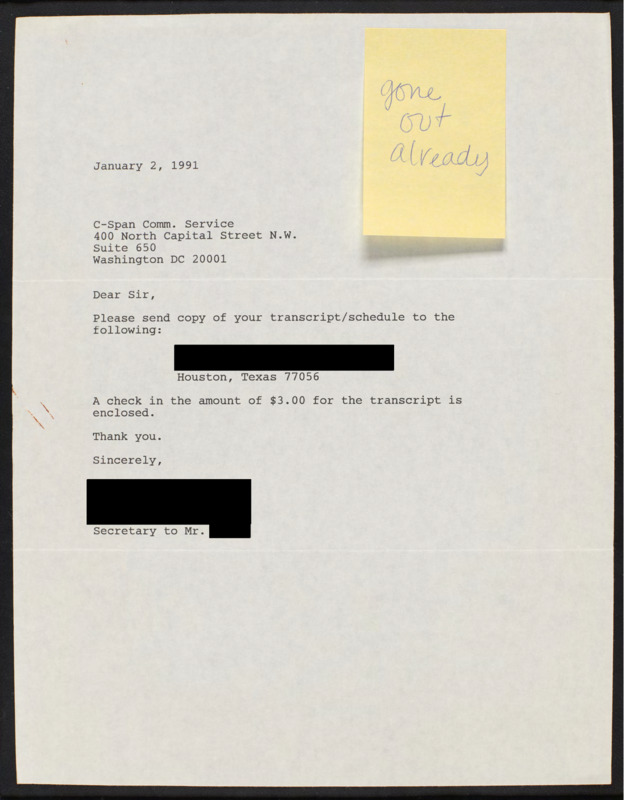 gone
out
already
January 2, 1991
C-Span Comm. Service
400 North Capital Street N.W.
Suite 650
Washington DC 20001
Dear Sir,
Please send copy of your transcript/schedule to the
following:
Houston, Texas 77056
A check in the amount of $3.00 for the transcript is
enclosed.
Thank you.
Sincerely,
Secretary to Mr.